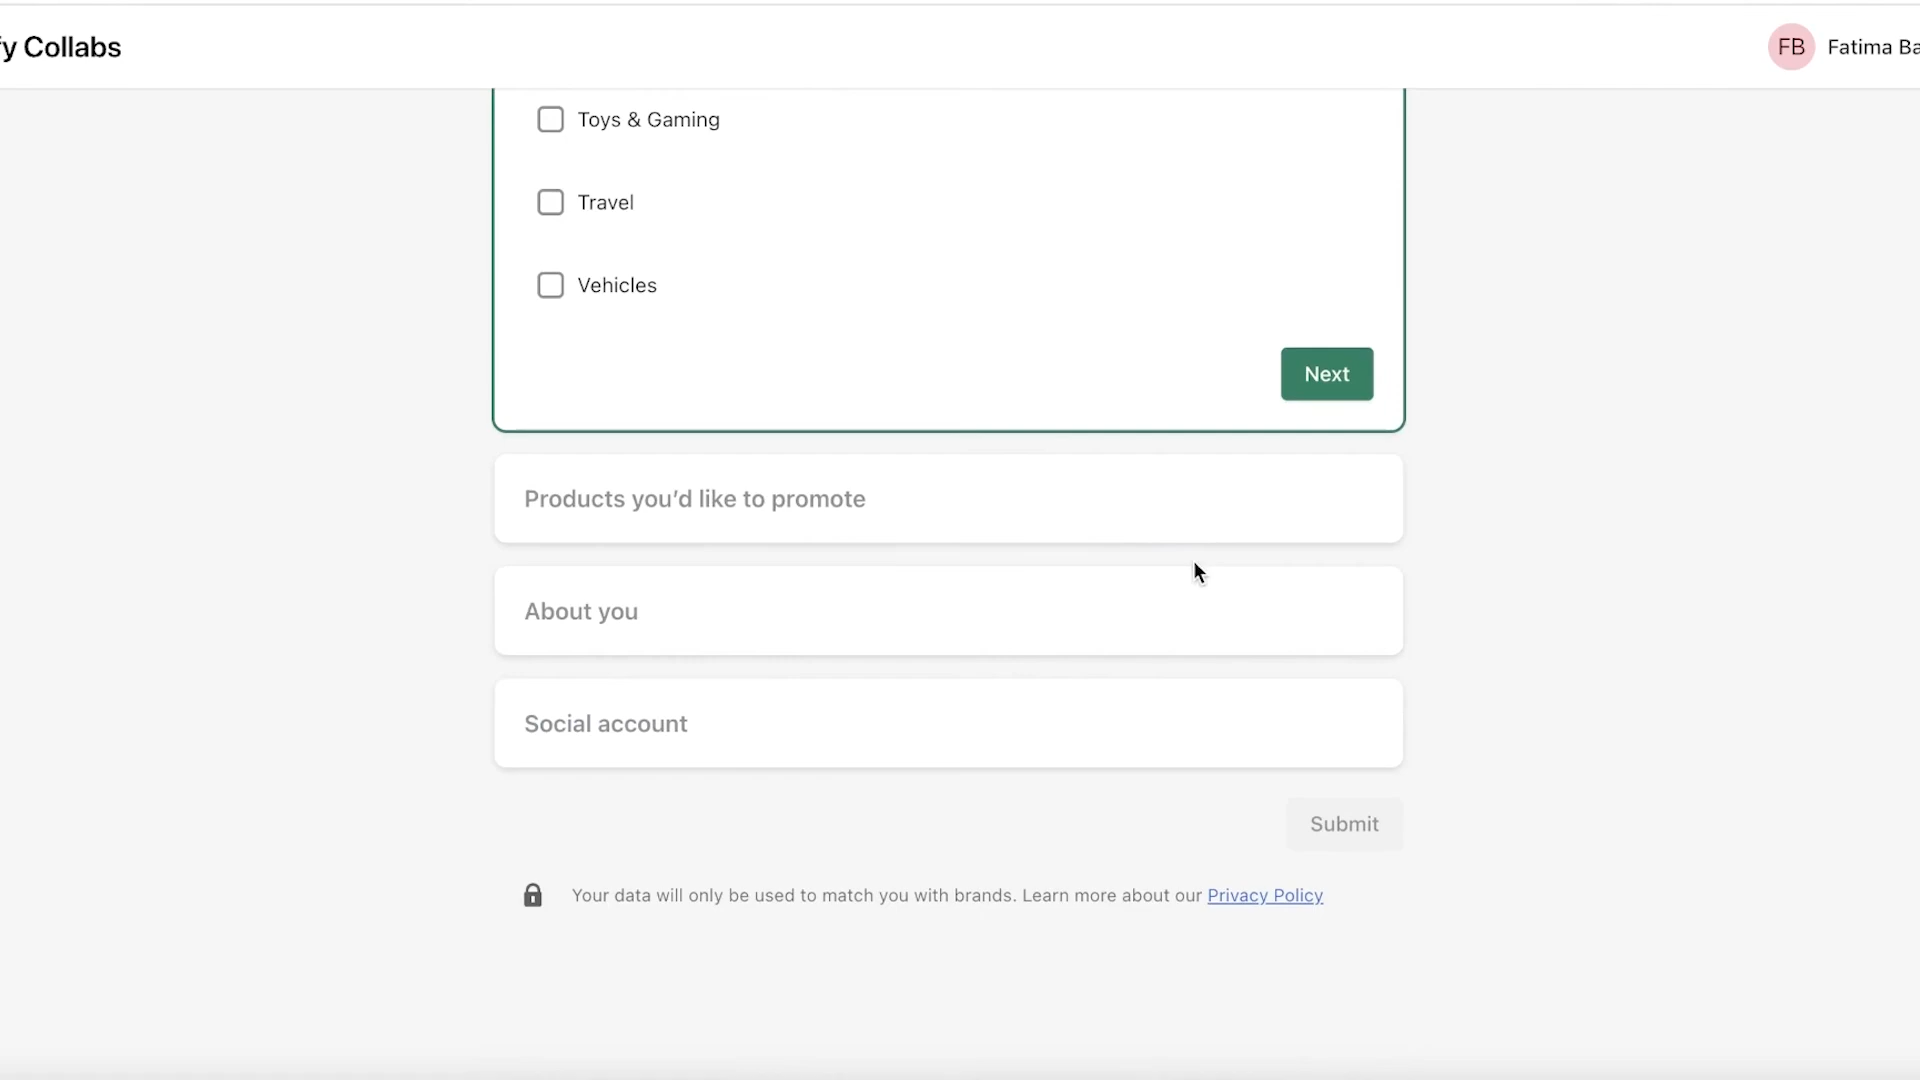 Collabs
FB Fatima
Toys & Gaming
Travel
Vehicles
Next
Products you’d like to promote
About you
Social account
Submit
Your data will only be used to match you with brands. Learn more about our Privacy Policy